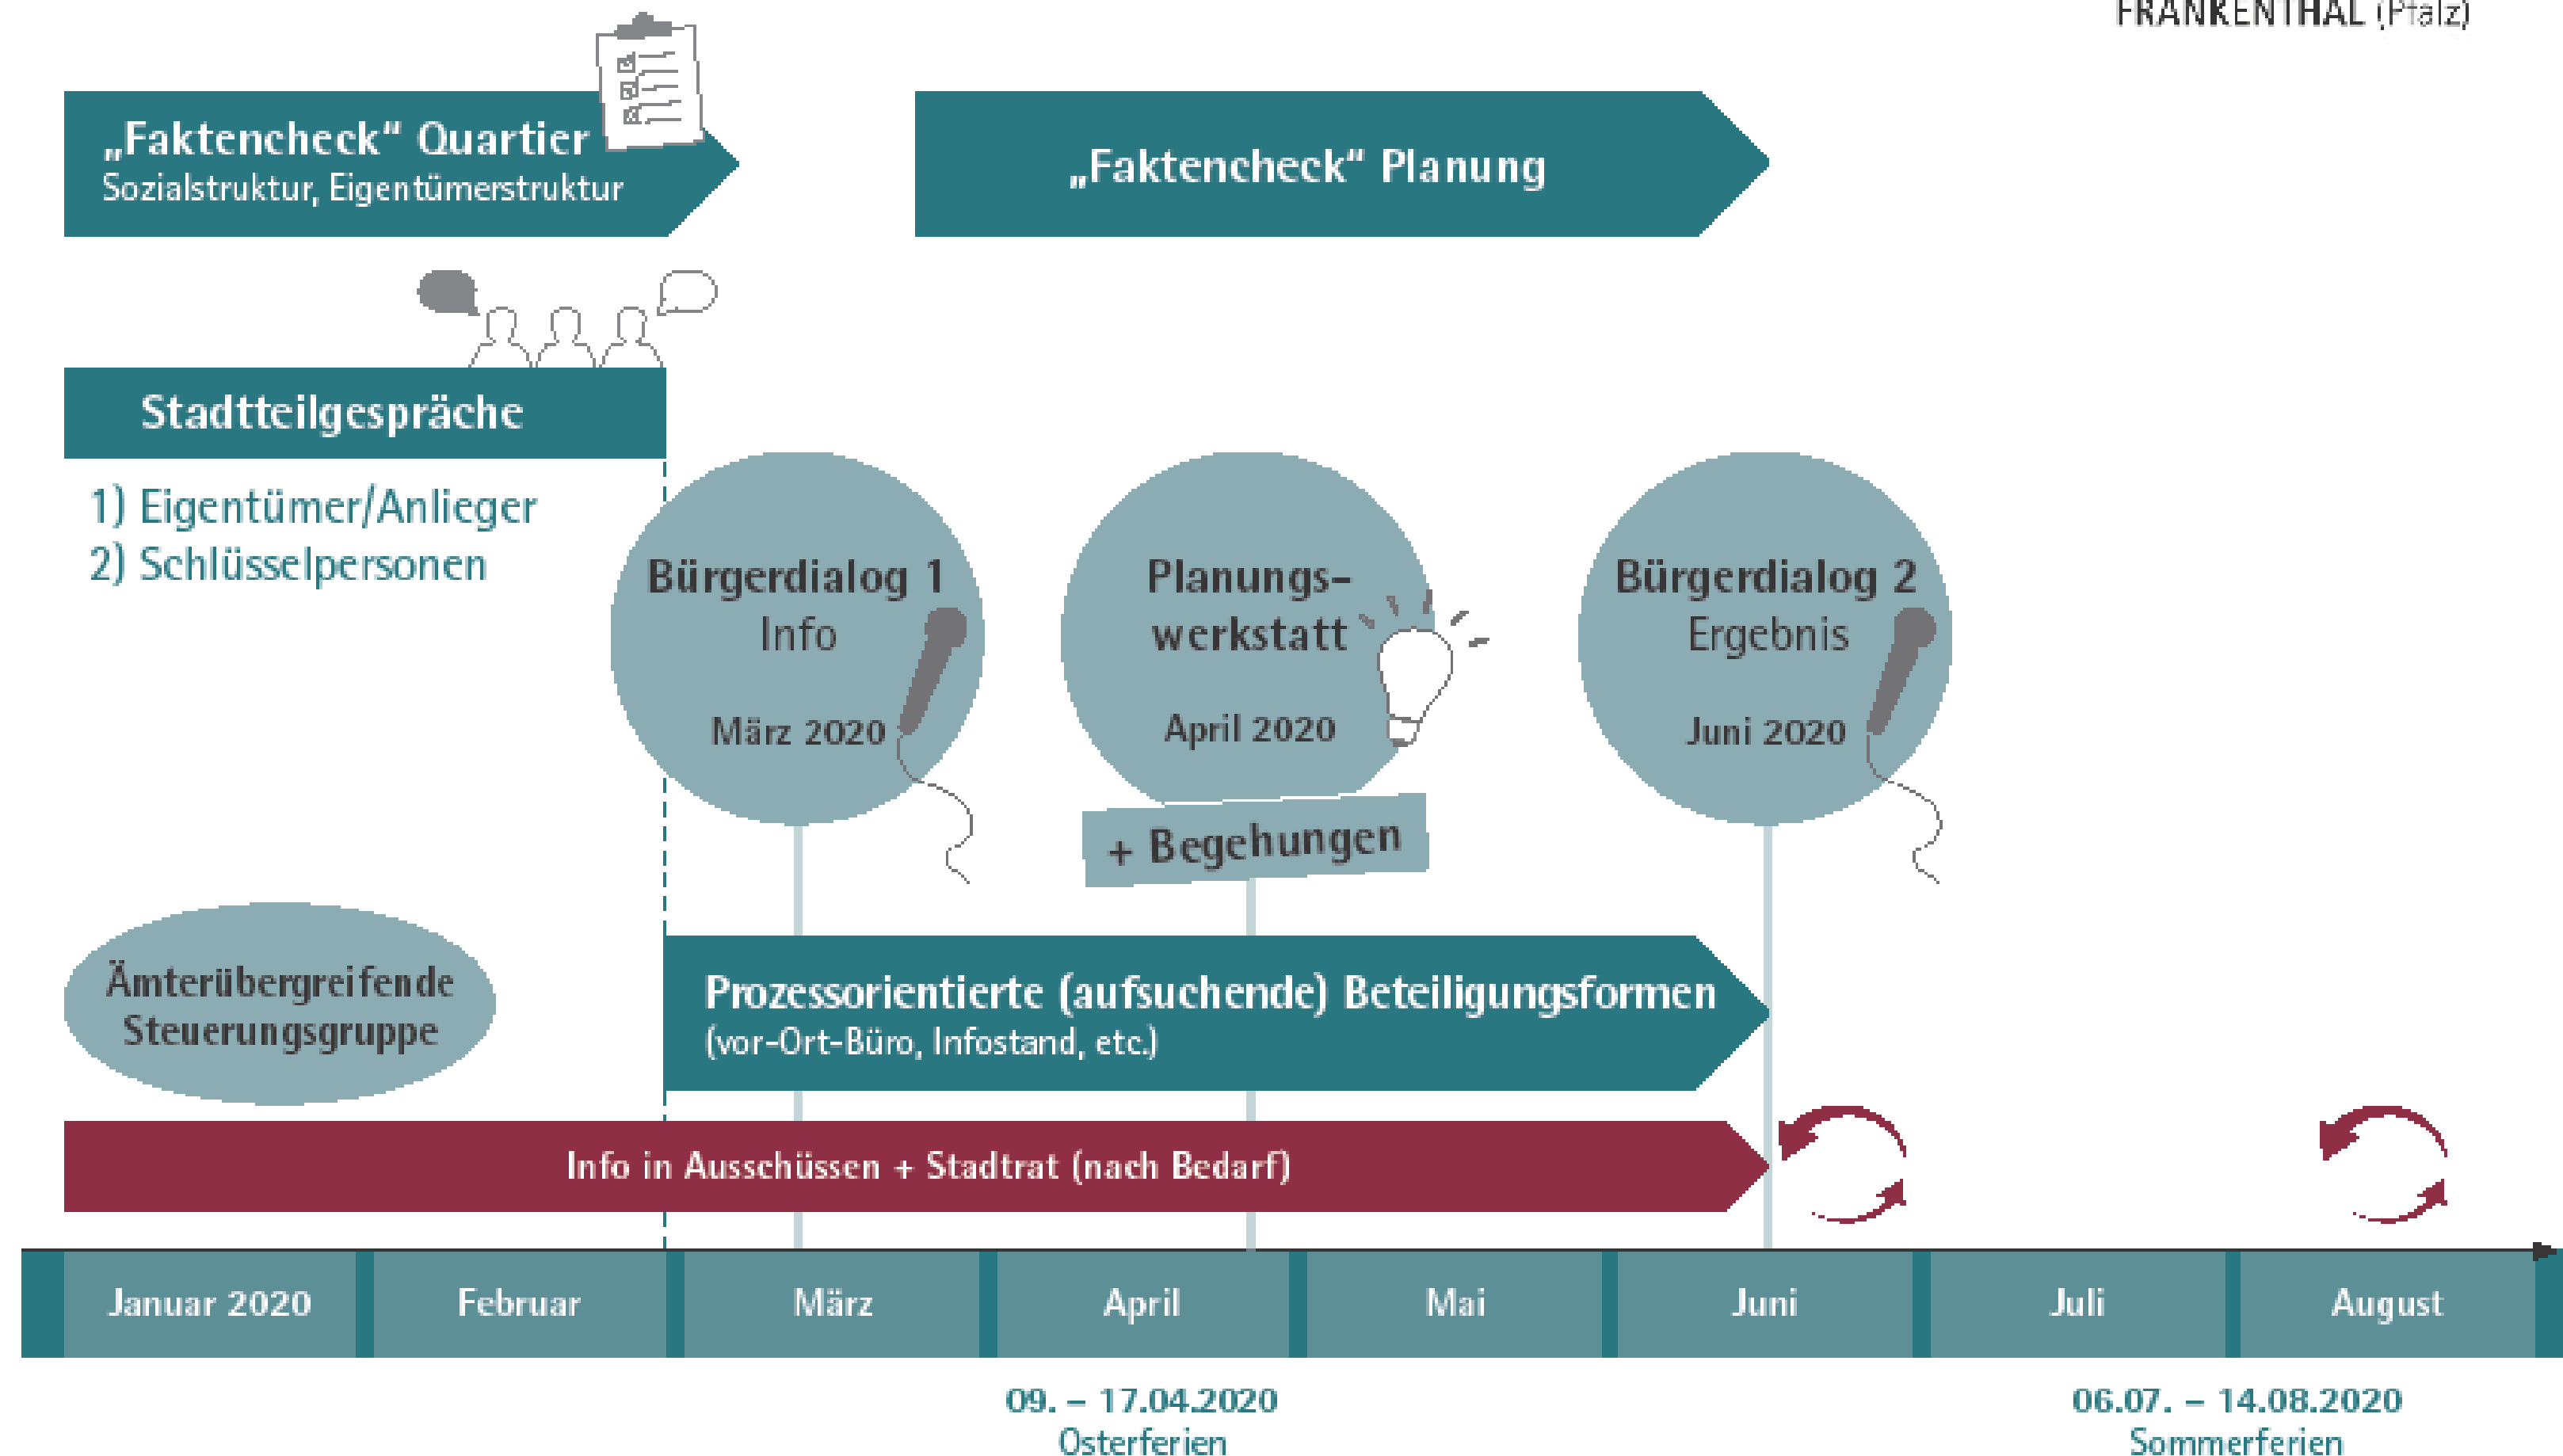 FRANKENTHAL (Pfalz)
„Faktencheck“ Quartier
Sozialstruktur, Eigentümerstruktur
„Faktencheck“ Planung
Stadtteilgespräche
1) Eigentümer/Anlieger
2) Schlüsselpersonen
Bürgerdialog 1
Info
März 2020
Planungs-
werkstatt
April 2020
+ Begehungen
Bürgerdialog 2
Ergebnis
Juni 2020
Ämterübergreifende
Steuerungsgruppe
Prozessorientierte (aufsuchende) Beteiligungsformen
(vor-Ort-Büro, Infostand, etc.)
Info in Ausschüssen + Stadtrat (nach Bedarf)
Januar 2020
Februar
März
April
Mai
Juni
Juli
August
09. – 17.04.2020
Osterferien
06.07. – 14.08.2020
Sommerferien